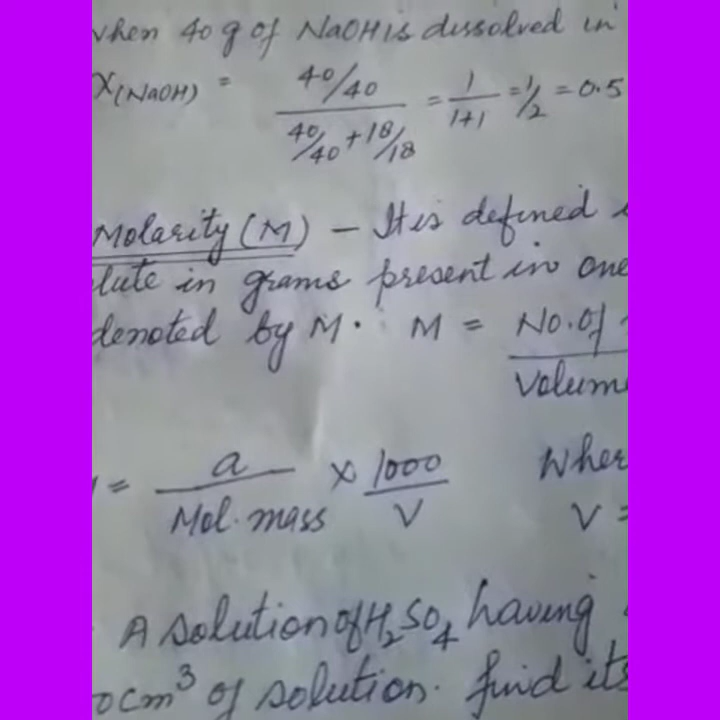 when 40 g of NaOH is dissolved in
X(NaOH) = 40/40 / 40/40 + 18/18 = 1/1+1 = 1/2 = 0.5
Molarity (M) – It is defined
lute in grams present in one
denoted by M. M = No. of
Volum
= a / Mol. mass × 1000 / V Wher
V =
A solution of H₂SO₄ having
0cm³ of solution. find its